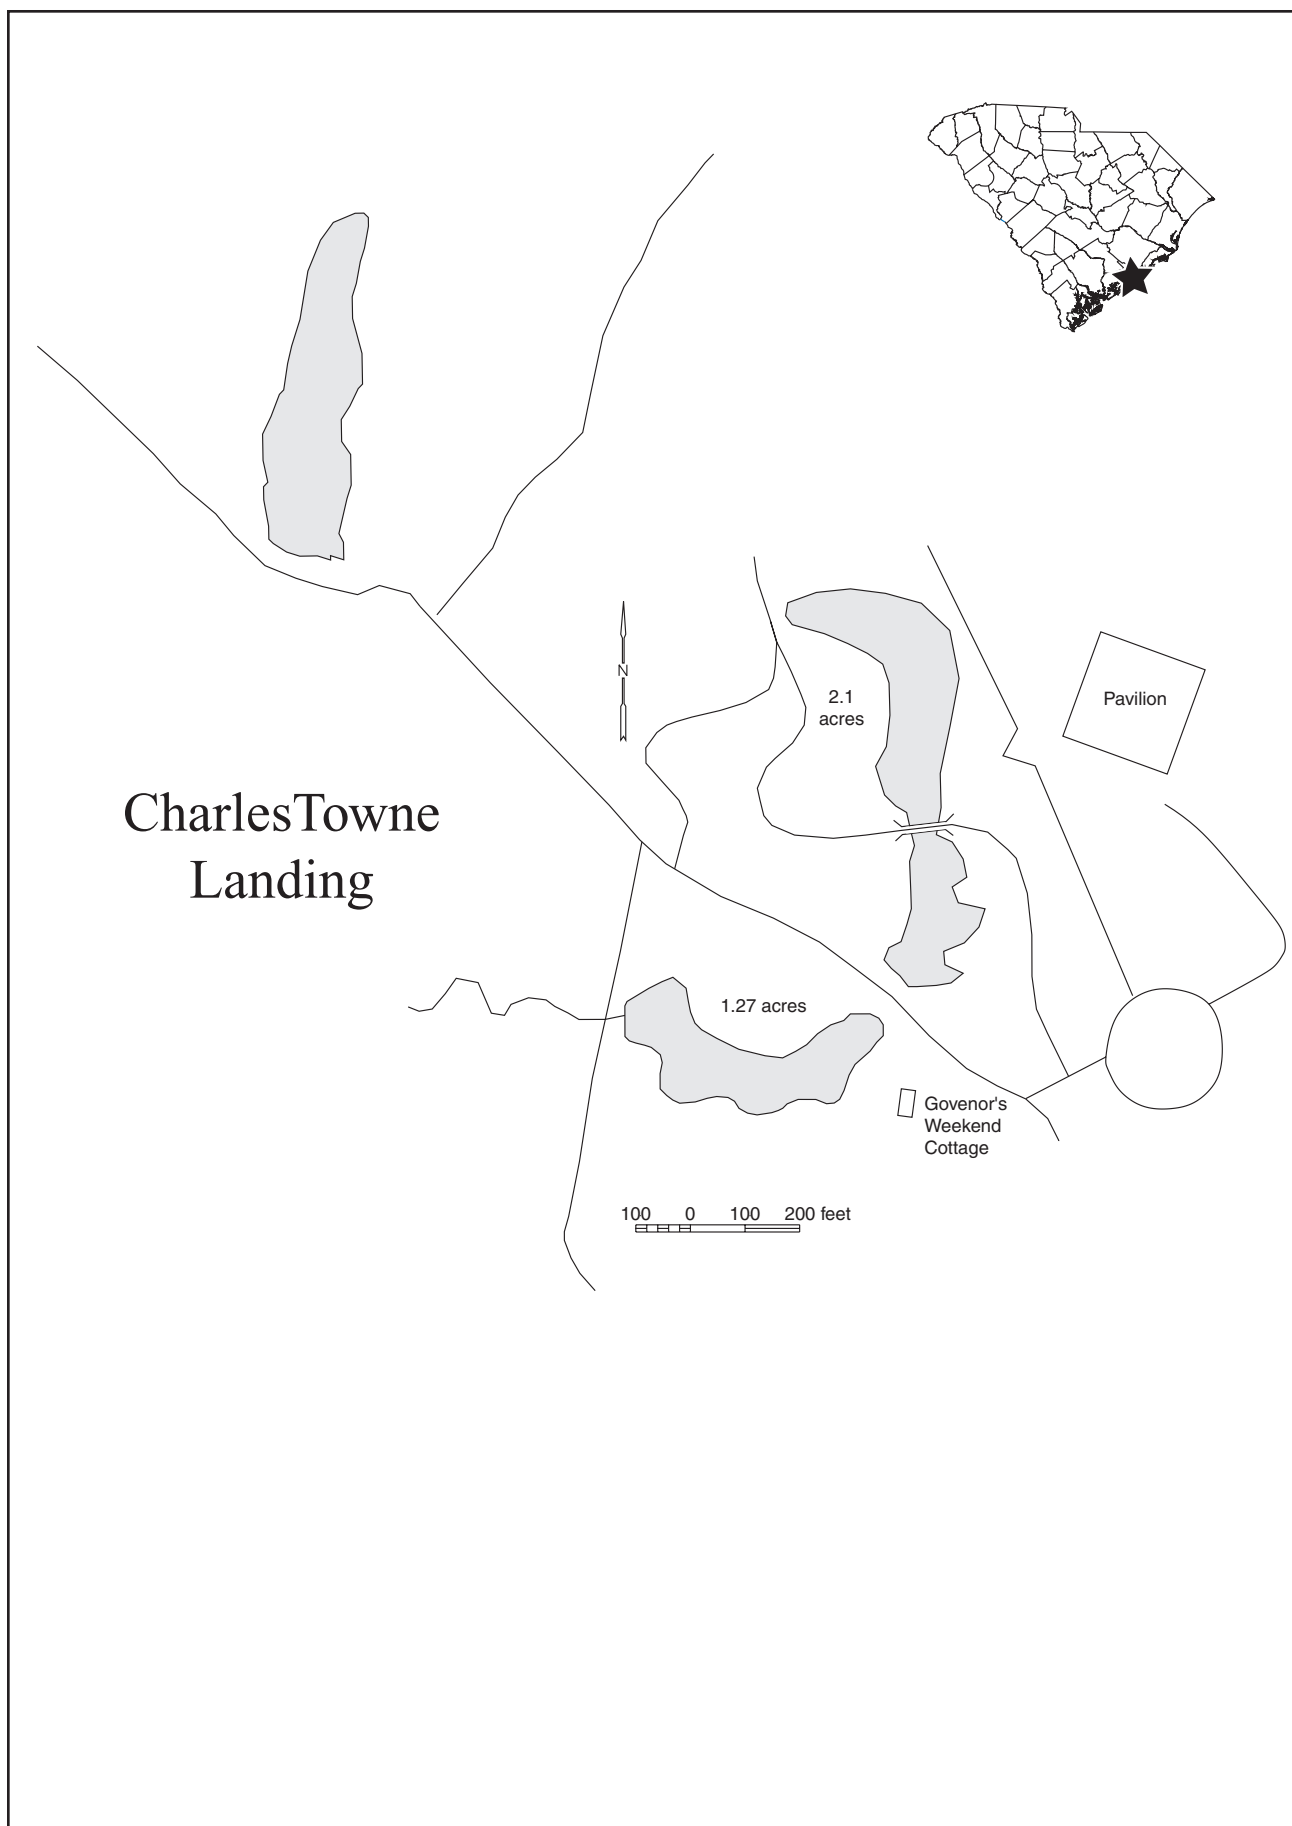 N
2.1
acres
Pavilion
CharlesTowne
Landing
1.27 acres
Govenor's
Weekend
Cottage
100 0 100 200 feet